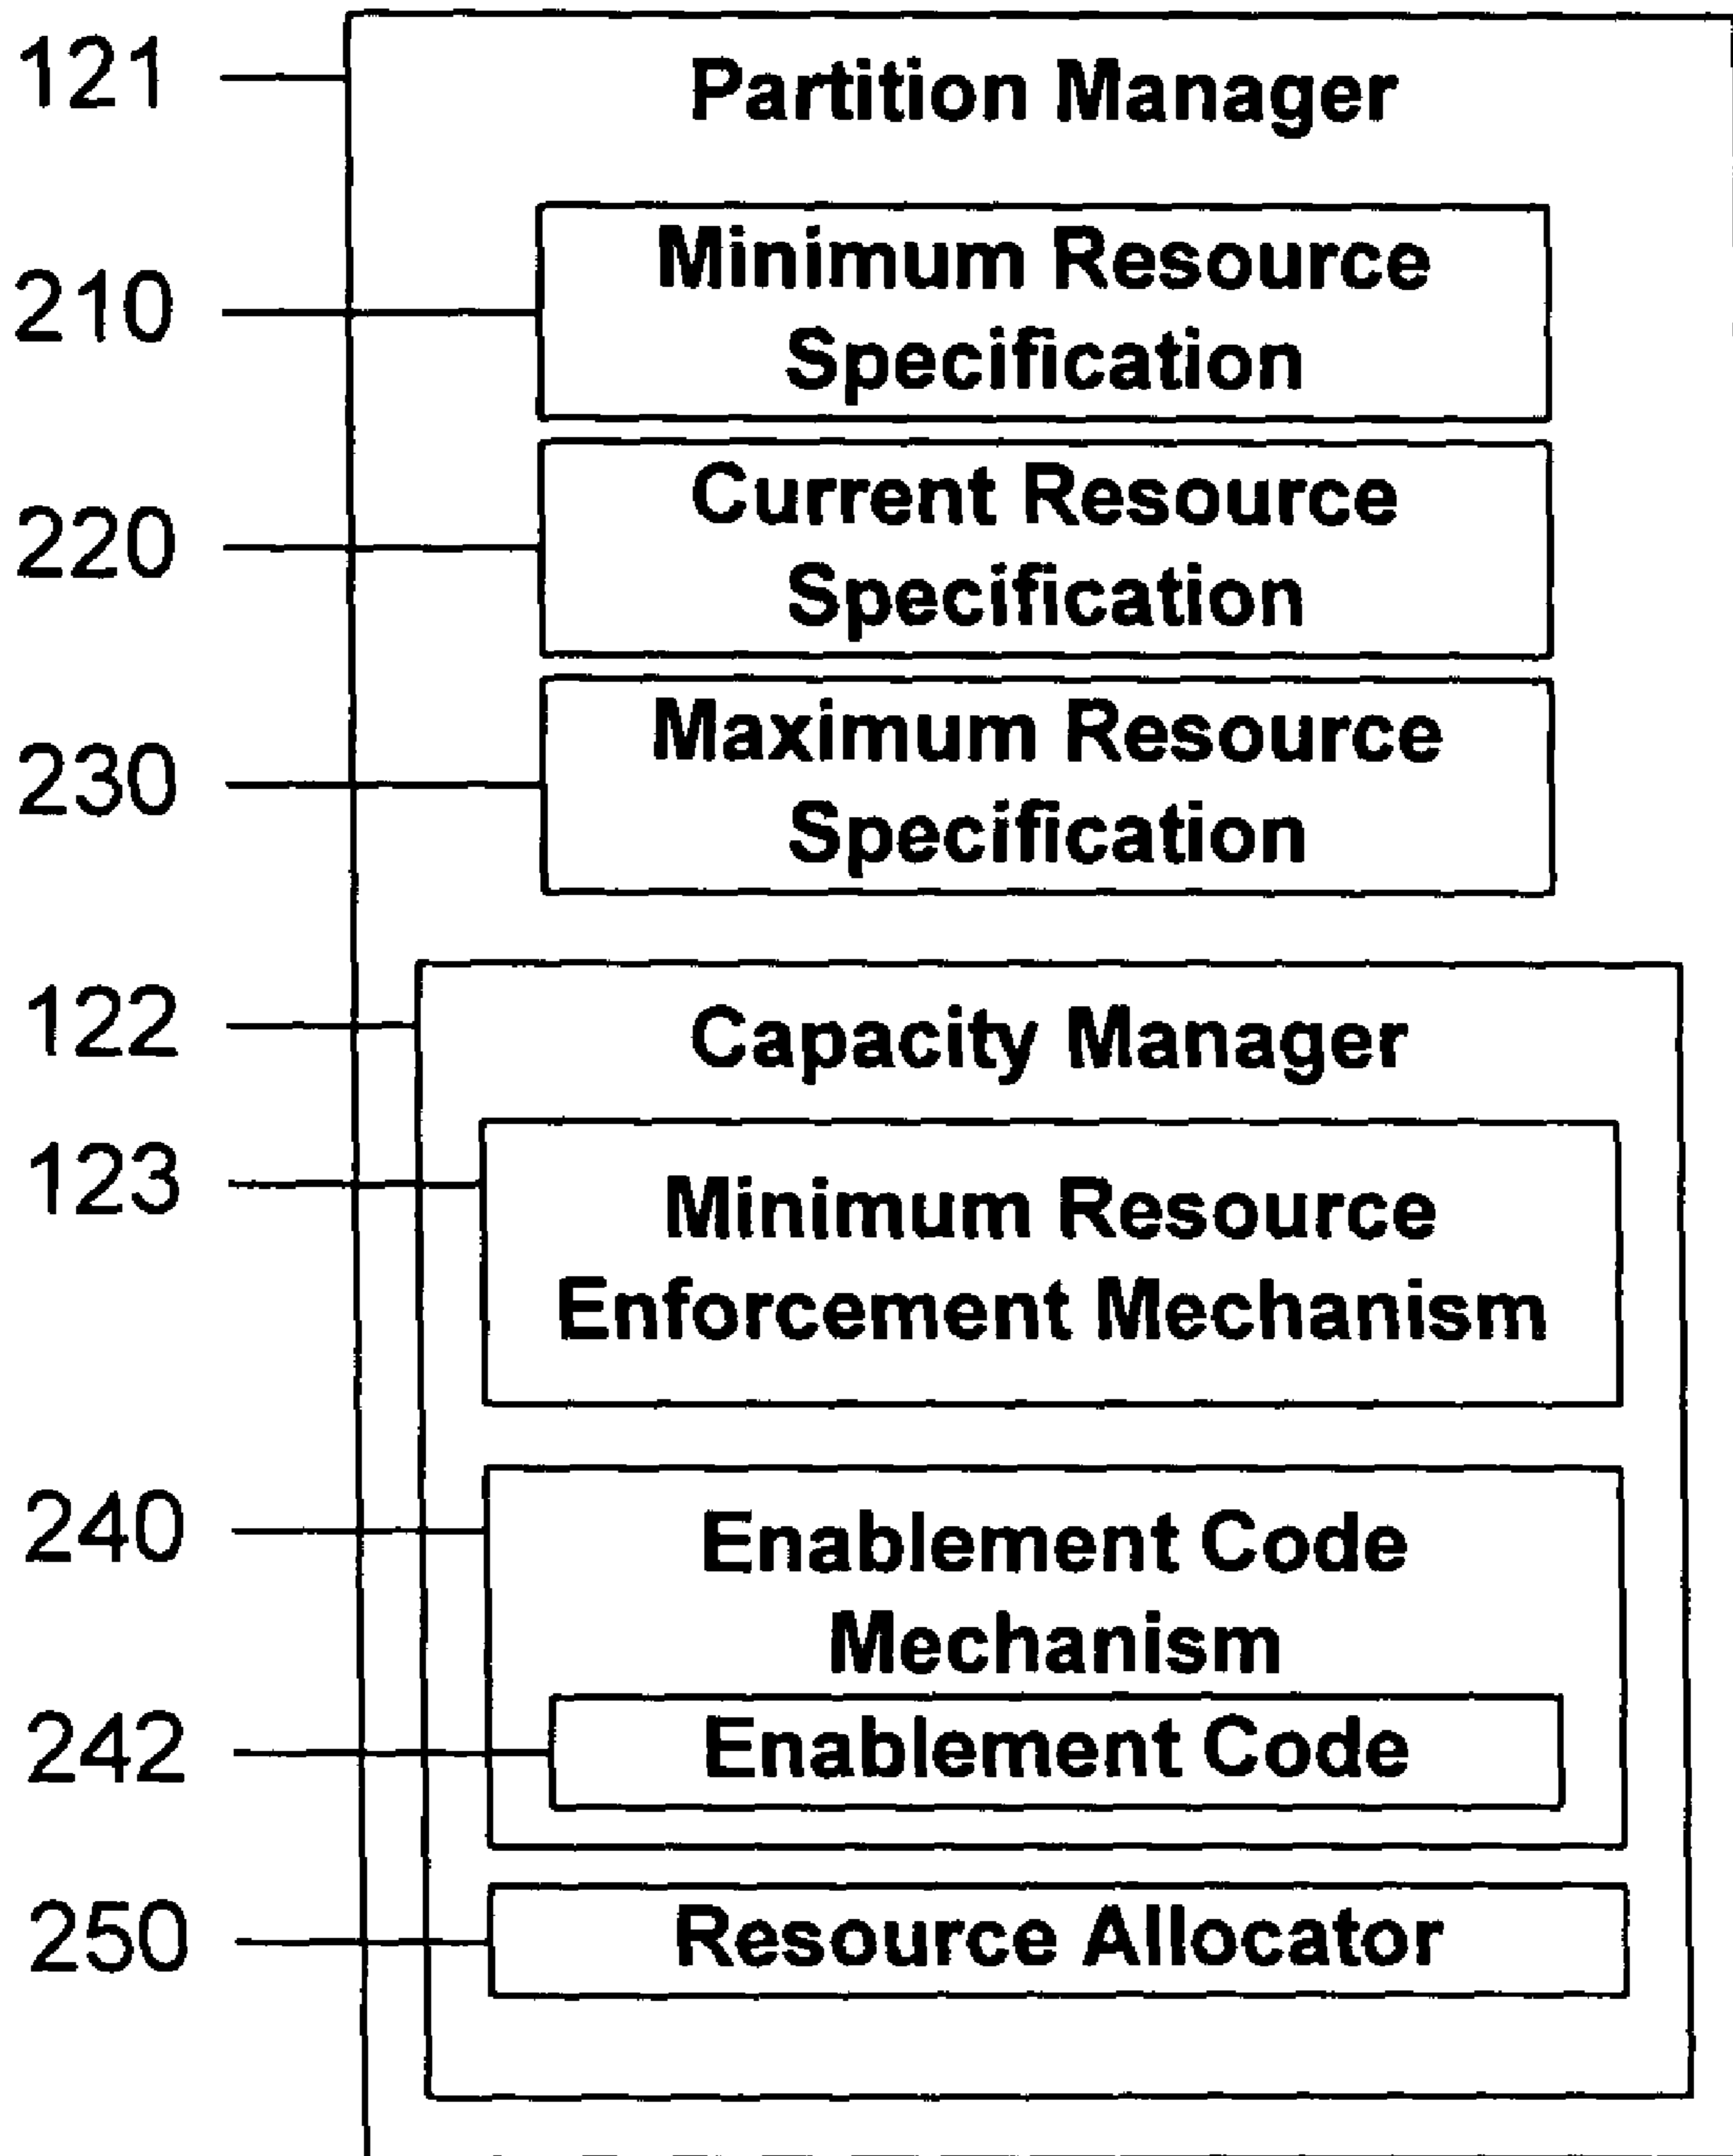 121
Partition Manager
210
Minimum Resource
Specification
220
Current Resource
Specification
230
Maximum Resource
Specification
122
Capacity Manager
123
Minimum Resource
Enforcement Mechanism
240
Enablement Code
Mechanism
242
Enablement Code
250
Resource Allocator